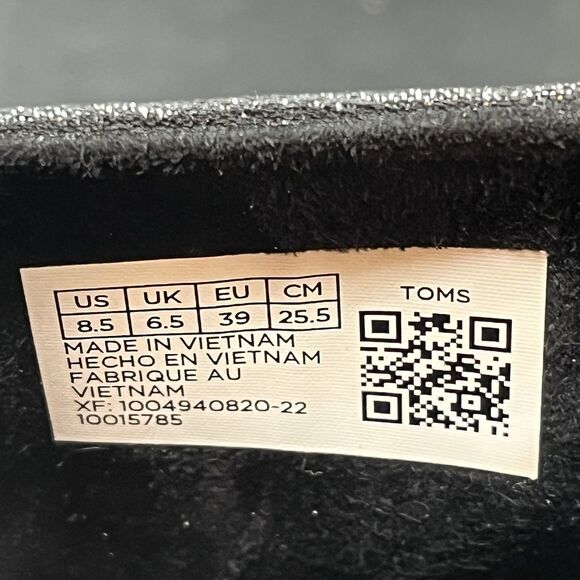 US UK EU CM
8.5 6.5 39 25.5
TOMS
MADE IN VIETNAM
HECHO EN VIETNAM
FABRIQUE AU
VIETNAM
XF: 1004940820-22
10015785